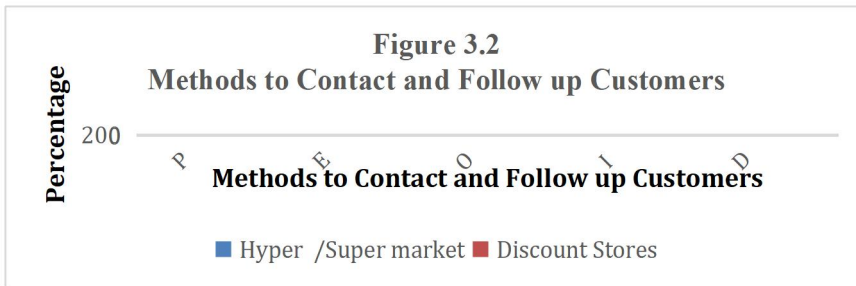 Figure 3.2
Methods to Contact and Follow up Customers
Percentage
200
P
E
O
I
D
Methods to Contact and Follow up Customers
Hyper /Super market Discount Stores